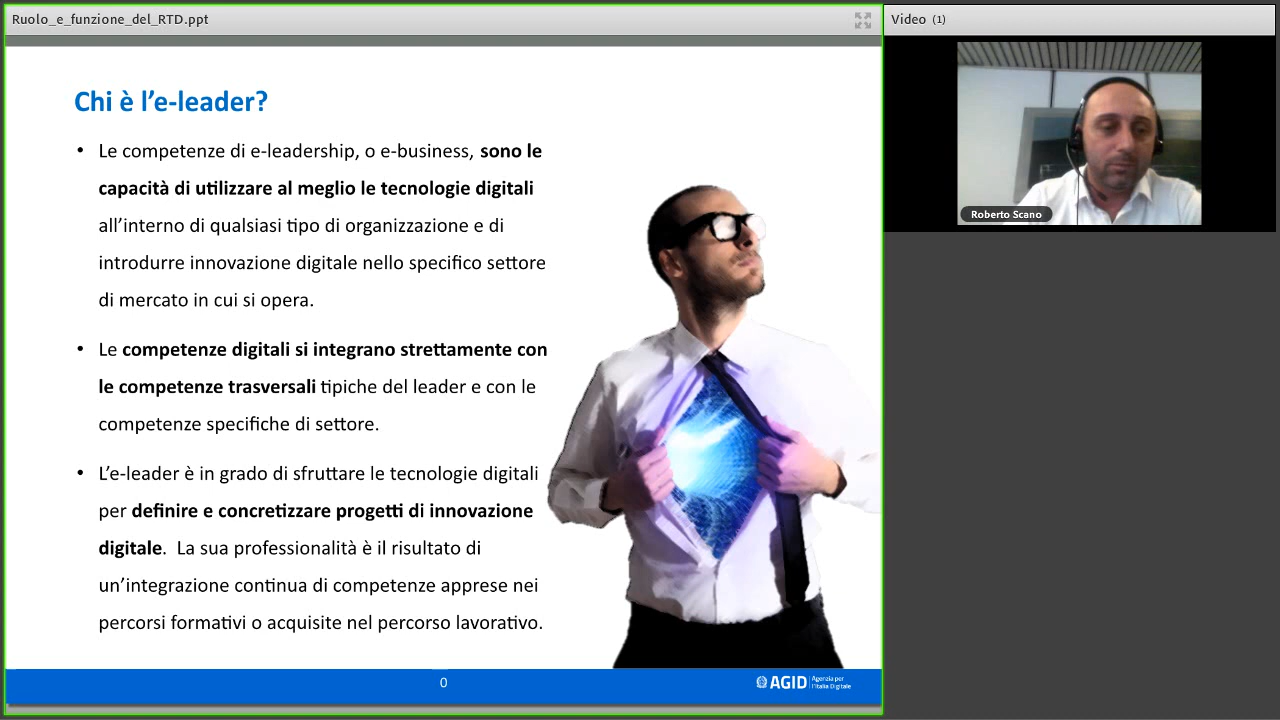 Ruolo_e_funzione_del_RTD.ppt
Video (1)
Roberto Scano
Chi è l'e-leader?
• Le competenze di e-leadership, o e-business, sono le
capacità di utilizzare al meglio le tecnologie digitali
all'interno di qualsiasi tipo di organizzazione e di
introdurre innovazione digitale nello specifico settore
di mercato in cui si opera.
• Le competenze digitali si integrano strettamente con
le competenze trasversali tipiche del leader e con le
competenze specifiche di settore.
• L'e-leader è in grado di sfruttare le tecnologie digitali
per definire e concretizzare progetti di innovazione
digitale. La sua professionalità è il risultato di
un'integrazione continua di competenze apprese nei
percorsi formativi o acquisite nel percorso lavorativo.
0
AGID
Agenzia per
l'Italia Digitale